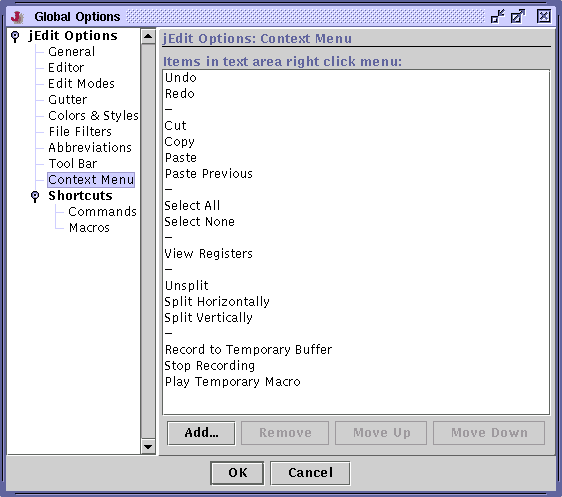 Global Options
jEdit Options
General
Editor
Edit Modes
Gutter
Colors & Styles
File Filters
Abbreviations
Tool Bar
Context Menu
Shortcuts
Commands
Macros
jEdit Options: Context Menu
Items in text area right click menu:
Undo
Redo
–
Cut
Copy
Paste
Paste Previous
–
Select All
Select None
–
View Registers
–
Unsplit
Split Horizontally
Split Vertically
–
Record to Temporary Buffer
Stop Recording
Play Temporary Macro
Add... Remove Move Up Move Down
OK Cancel